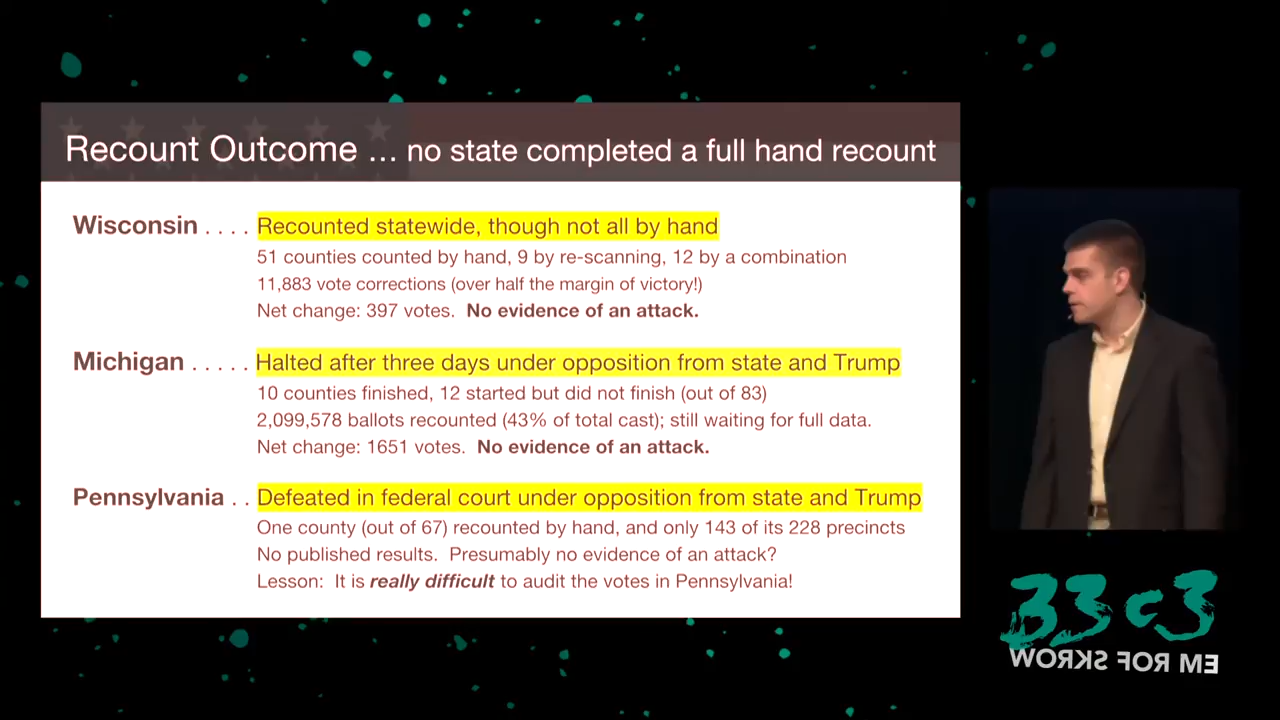 Recount Outcome ... no state completed a full hand recount
Wisconsin . . . . Recounted statewide, though not all by hand
51 counties counted by hand, 9 by re-scanning, 12 by a combination
11,883 vote corrections (over half the margin of victory!)
Net change: 397 votes. No evidence of an attack.
Michigan . . . . . Halted after three days under opposition from state and Trump
10 counties finished, 12 started but did not finish (out of 83)
2,099,578 ballots recounted (43% of total cast); still waiting for full data.
Net change: 1651 votes. No evidence of an attack.
Pennsylvania . . Defeated in federal court under opposition from state and Trump
One county (out of 67) recounted by hand, and only 143 of its 228 precincts
No published results. Presumably no evidence of an attack?
Lesson: It is really difficult to audit the votes in Pennsylvania!
33c3
WORKS FOR ME